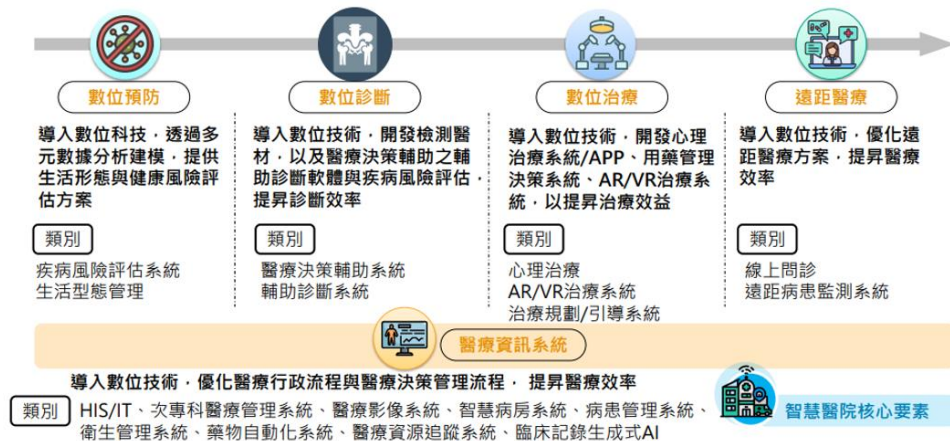 數位預防
導入數位科技，透過多
元數據分析建模，提供
生活形態與健康風險評
估方案
類別
疾病風險評估系統
生活型態管理
數位診斷
導入數位技術，開發檢測醫
材，以及醫療決策輔助之輔
助診斷軟體與疾病風險評估，
提昇診斷效率
類別
醫療決策輔助系統
輔助診斷系統
數位治療
導入數位技術，開發心理
治療系統/APP、用藥管理
決策系統、AR/VR治療系
統，以提昇治療效益
類別
心理治療
AR/VR治療系統
治療規劃/引導系統
遠距醫療
導入數位技術，優化遠
距醫療方案，提昇醫療
效率
類別
線上問診
遠距病患監測系統
醫療資訊系統
導入數位技術，優化醫療行政流程與醫療決策管理流程， 提昇醫療效率
類別
HIS/IT、次專科醫療管理系統、醫療影像系統、智慧病房系統、病患管理系統、
衛生管理系統、藥物自動化系統、醫療資源追蹤系統、臨床記錄生成式AI
智慧醫院核心要素